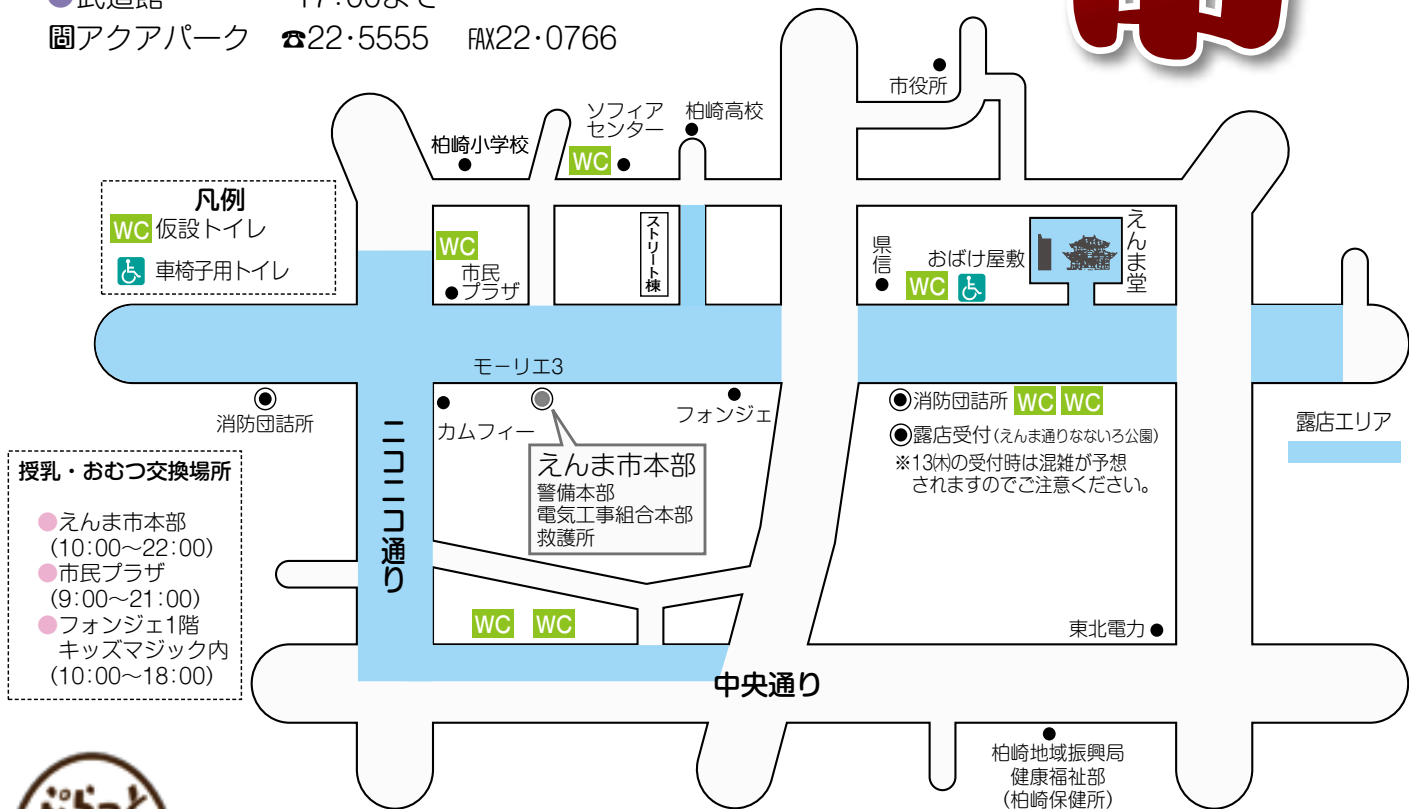 ●武道館 17:00まで
問アクアパーク ☎22・5555 FAX22・0766
市役所
ソフィア
センター
柏崎高校
柏崎小学校
WC
凡例
WC 仮設トイレ
車椅子用トイレ
WC
市民
プラザ
ストリート棟
県信
おばけ屋敷
WC
えんま堂
モーリエ3
消防団詰所
カムフィー
フォンジェ
消防団詰所 WC WC
露店受付(えんま通りなないろ公園)
※13㈭の受付時は混雑が予想
されますのでご注意ください。
露店エリア
えんま市本部
警備本部
電気工事組合本部
救護所
ニコニコ通り
授乳・おむつ交換場所
●えんま市本部
(10:00～22:00)
●市民プラザ
(9:00～21:00)
●フォンジェ1階
キッズマジック内
(10:00～18:00)
WC WC
東北電力
中央通り
柏崎地域振興局
健康福祉部
(柏崎保健所)
ぷらっと